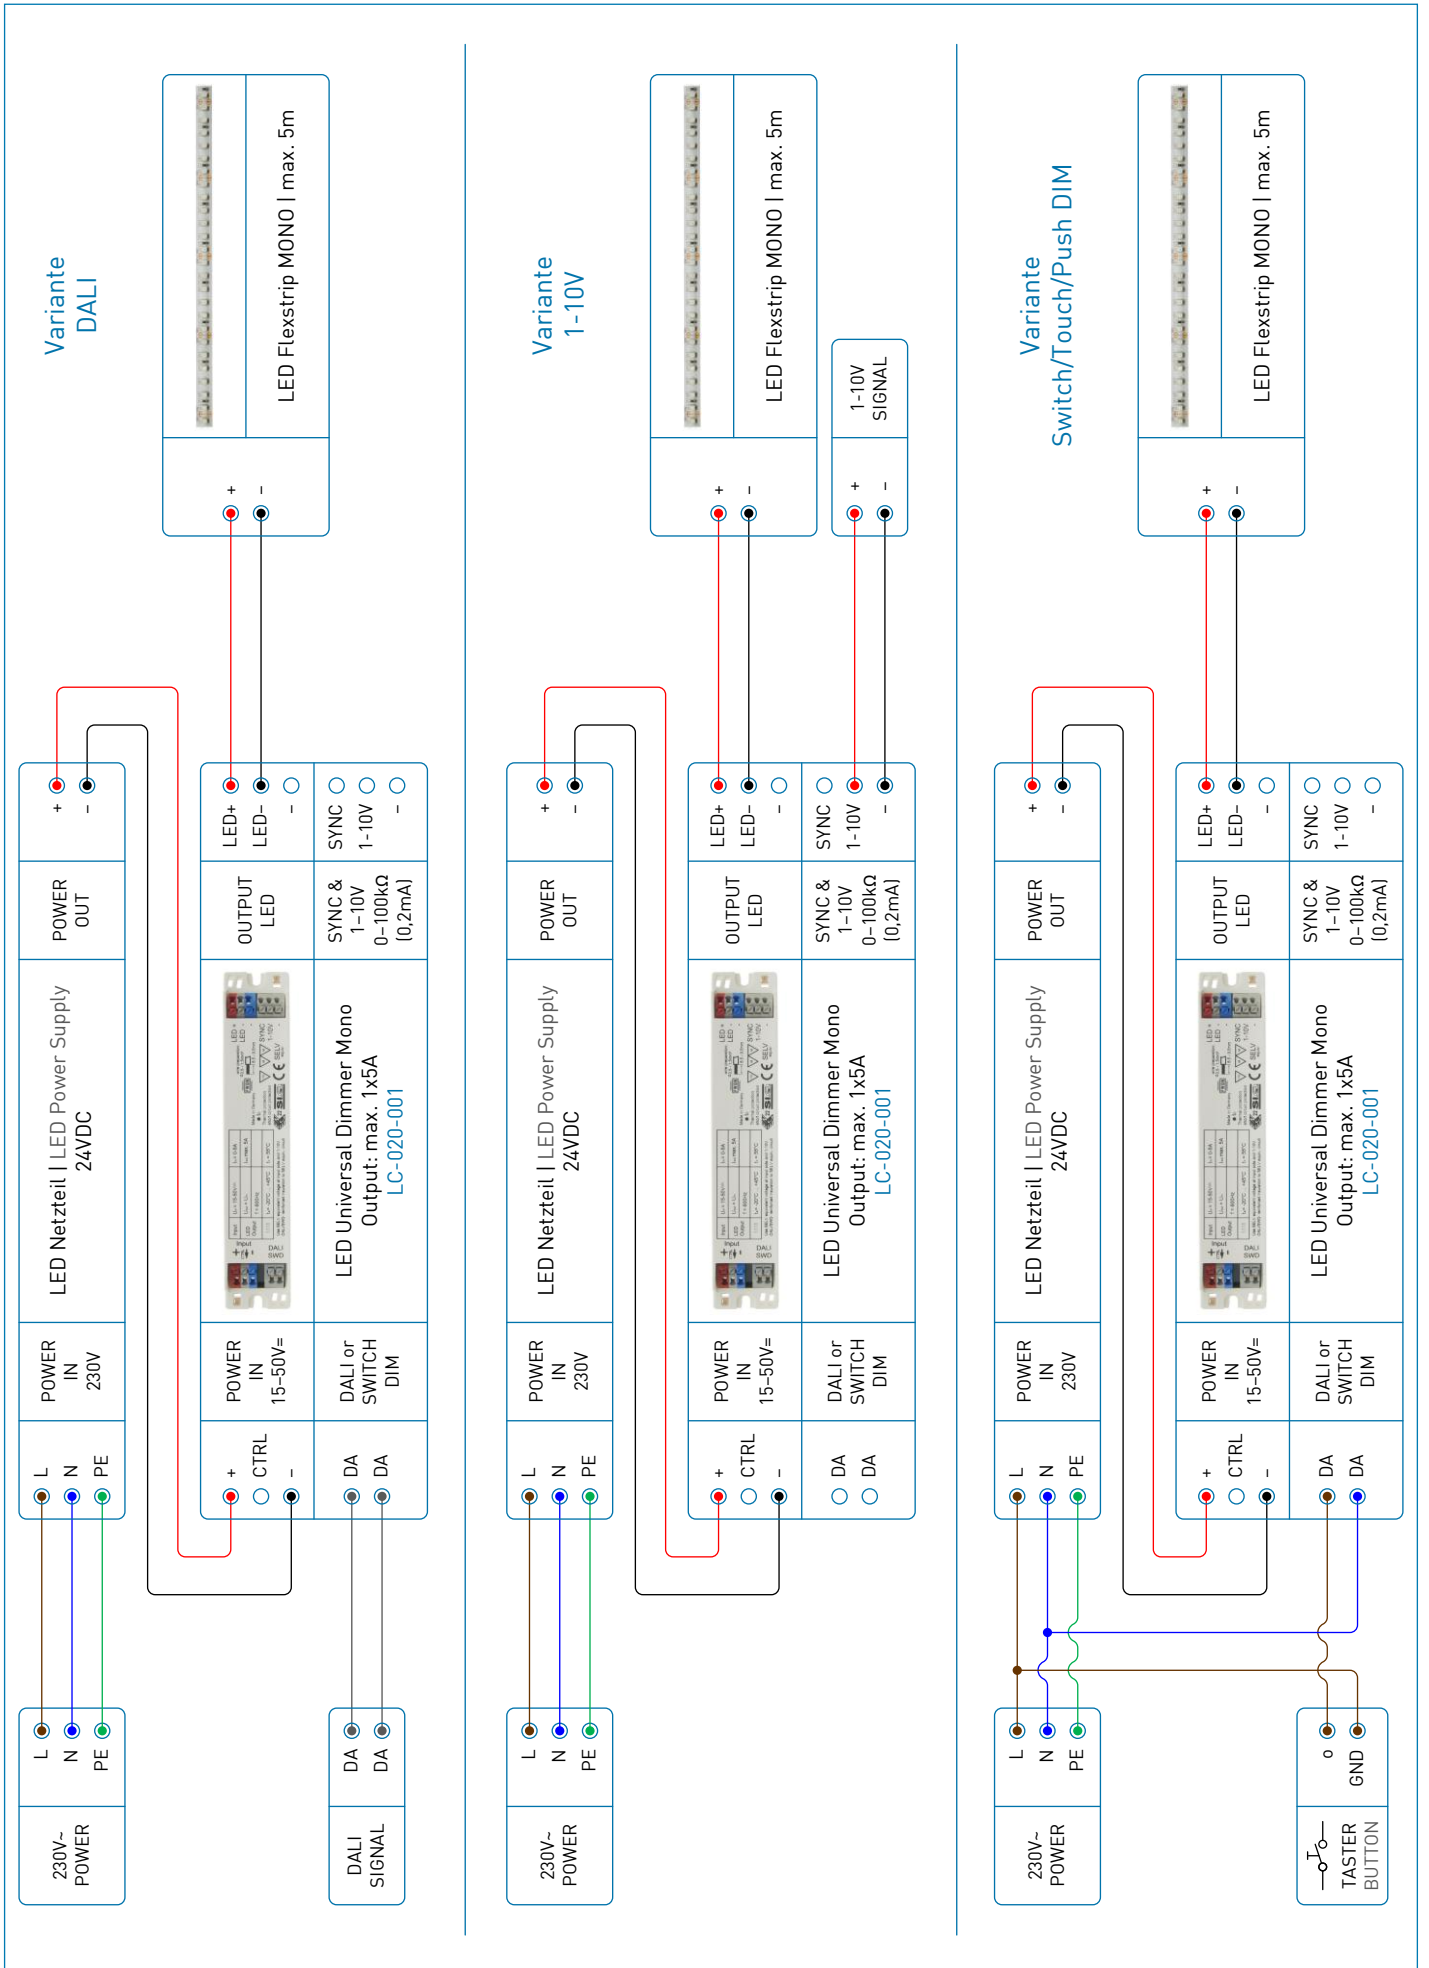 Variante
DALI
230V~
POWER
L
N
PE
POWER
IN
230V
LED Netzteil | LED Power Supply
24VDC
POWER
OUT
+
–
DALI
SIGNAL
DA
DA
+
CTRL
–
DA
DA
POWER
IN
15–50V=
DALI or
SWITCH
DIM
LED Universal Dimmer Mono
Output: max. 1x5A
LC-020-001
OUTPUT
LED
SYNC &
1–10V
0–100kΩ
(0,2mA)
LED+
LED–
–
SYNC
1-10V
–
+
–
LED Flexstrip MONO | max. 5m
Variante
1-10V
230V~
POWER
L
N
PE
L
N
PE
POWER
IN
230V
LED Netzteil | LED Power Supply
24VDC
POWER
OUT
+
–
+
CTRL
–
DA
DA
POWER
IN
15–50V=
DALI or
SWITCH
DIM
LED Universal Dimmer Mono
Output: max. 1x5A
LC-020-001
OUTPUT
LED
SYNC &
1–10V
0–100kΩ
(0,2mA)
LED+
LED–
–
SYNC
1-10V
–
+
–
LED Flexstrip MONO | max. 5m
+
–
1-10V
SIGNAL
Variante
Switch/Touch/Push DIM
230V~
POWER
L
N
PE
L
N
PE
POWER
IN
230V
LED Netzteil | LED Power Supply
24VDC
POWER
OUT
+
–
TASTER
BUTTON
o
GND
+
CTRL
–
DA
DA
POWER
IN
15–50V=
DALI or
SWITCH
DIM
LED Universal Dimmer Mono
Output: max. 1x5A
LC-020-001
OUTPUT
LED
SYNC &
1–10V
0–100kΩ
(0,2mA)
LED+
LED–
–
SYNC
1-10V
–
+
–
LED Flexstrip MONO | max. 5m